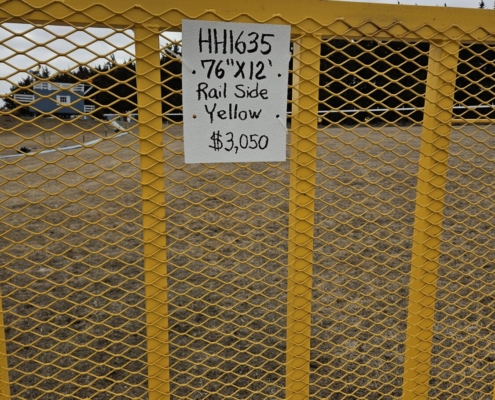 HH1635
76"X12'
Rail Side
Yellow
$3,050